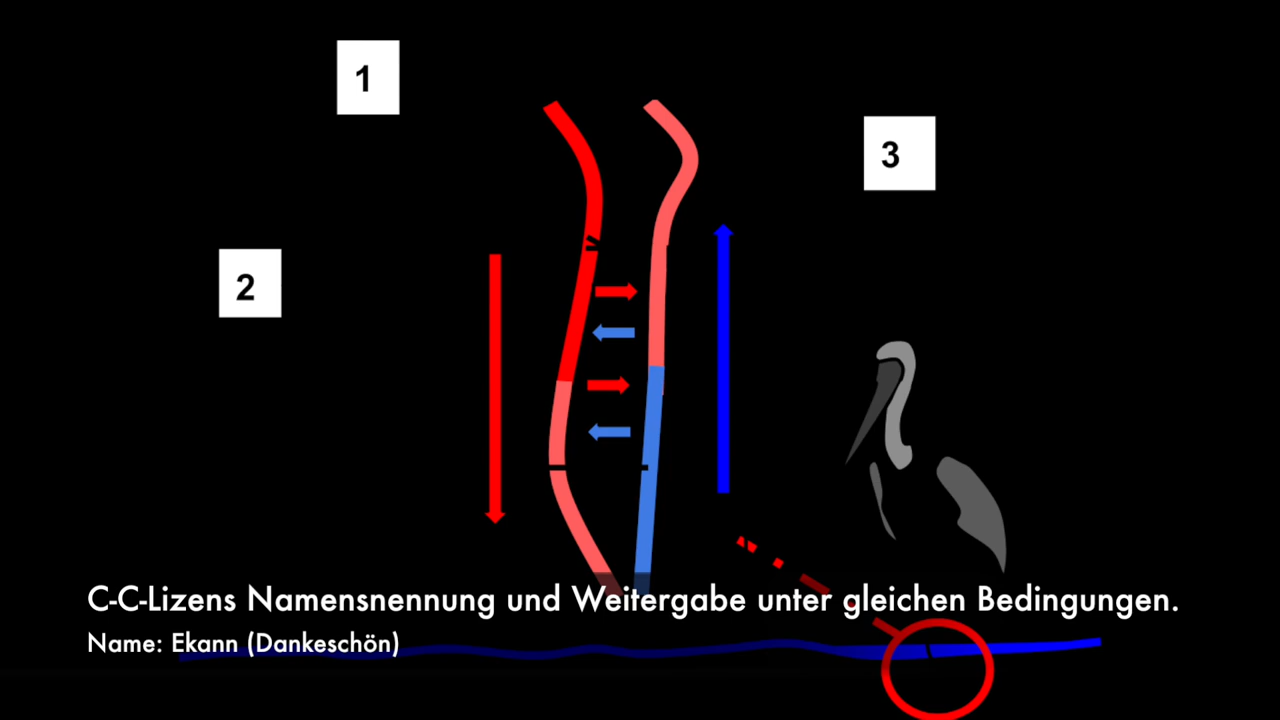 1
3
2
C-C-Lizens Namensnennung und Weitergabe unter gleichen Bedingungen.
Name: Ekann (Dankeschön)